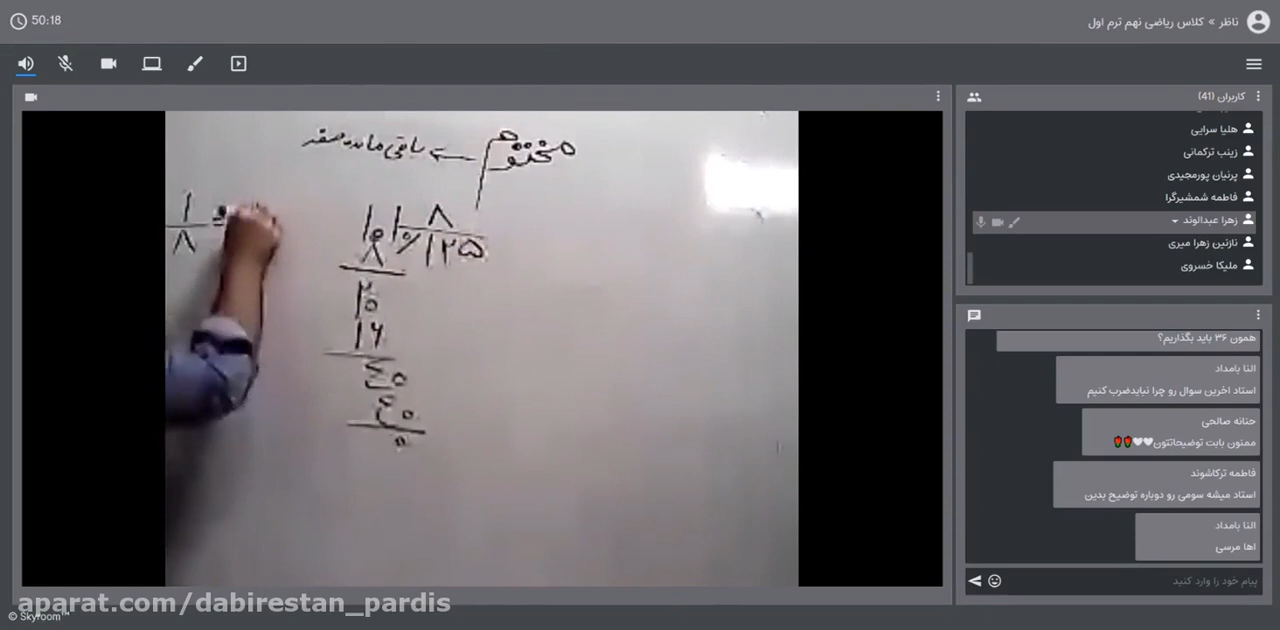 50:18
ناظر » کلاس ریاضی نهم ترم اول
مختوم ← باقی مانده صفر
۱
۸
=
۱۰ ۸
۸ ۰/۱۲۵
۲۰
۱۶
۴۰
۴۰
۰
کاربران (41)
هلیا سرایی
زینب ترکمانی
پرنیان پورمجیدی
فاطمه شمشیرگرا
زهرا عبدالوند
نازنین زهرا میری
ملیکا خسروی
همون ۳۶ باید بگذاریم؟
النا بامداد
استاد اخرین سوال رو چرا نبایدضرب کنیم
حنانه صالحی
ممنون بابت توضیحاتتون🤍🤍🌹🌹
فاطمه ترکاشوند
استاد میشه سومی رو دوباره توضیح بدین
النا بامداد
اها مرسی
پیام خود را وارد کنید
aparat.com/dabirestan_pardis
© Skyroom™